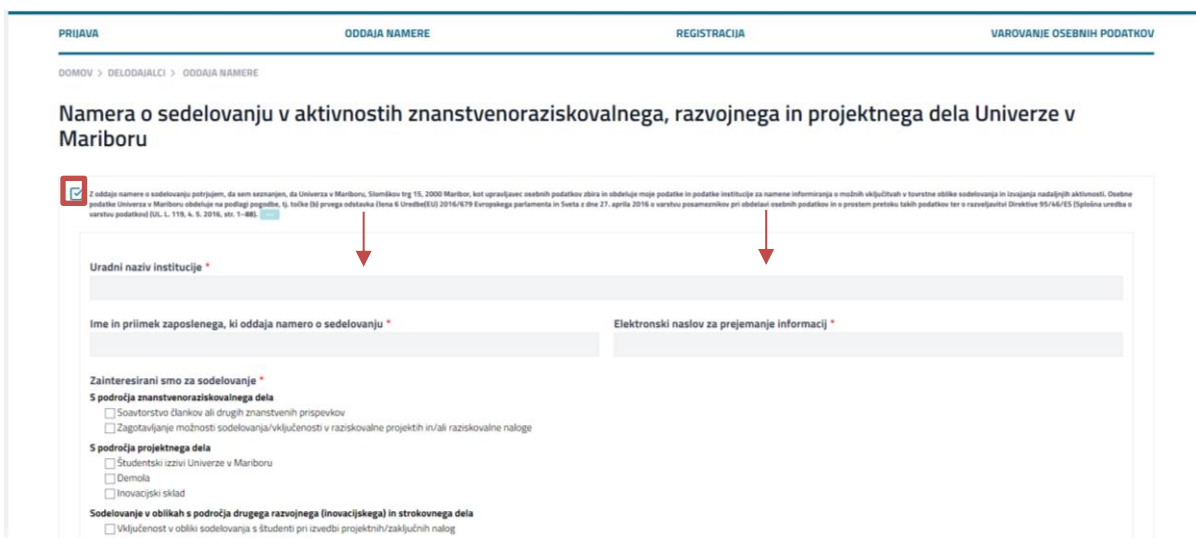 PRIJAVA ODDAJA NAMERE REGISTRACIJA VAROVANJE OSEBNIH PODATKOV
DOMOV > DELODAJALCI > ODDAJA NAMERE
Namera o sedelovanju v aktivnostih znanstvenoraziskovalnega, razvojnega in projektnega dela Univerze v
Mariboru
Z oddajo namere o sodelovanju potrjujem, da sem seznanjen, da Univerza v Mariboru, Slomškov trg 15, 2000 Maribor, kot upravljavec osebnih podatkov zbira in obdeluje moje podatke in podatke institucije za namene informiranja o možnih vključitvah v tovrstne oblike sodelovanja in izvajanja nadaljnjih aktivnosti. Osebne
podatke Univerza v Mariboru obdeluje na podlagi pogodbe, tj. točke (b) prvega odstavka člena 6 Uredbe(EU) 2016/679 Evropskega parlamenta in Sveta z dne 27. aprila 2016 o varstvu posameznikov pri obdelavi osebnih podatkov in o prostem pretoku takih podatkov ter o razveljavitvi Direktive 95/46/ES (Splošna uredba o
varstvu podatkov) (UL. L. 119, 4. 5. 2016, str. 1–88).
Uradni naziv institucije *
Ime in priimek zaposlenega, ki oddaja namero o sedelovanju * Elektronski naslov za prejemanje informacij *
Zainteresirani smo za sodelovanje *
S področja znanstvenoraziskovalnega dela
Soavtorstvo člankov ali drugih znanstvenih prispevkov
Zagotavljanje možnosti sodelovanja/vključenosti v raziskovalne projektih in/ali raziskovalne naloge
S področja projektnega dela
Študentski izzivi Univerze v Mariboru
Demola
Inovacijski sklad
Sodelovanje v oblikah s področja drugega razvojnega (inovacijskega) in strokovnega dela
Vključenost v obliki sodelovanja s študenti pri izvedbi projektnih/zaključnih nalog